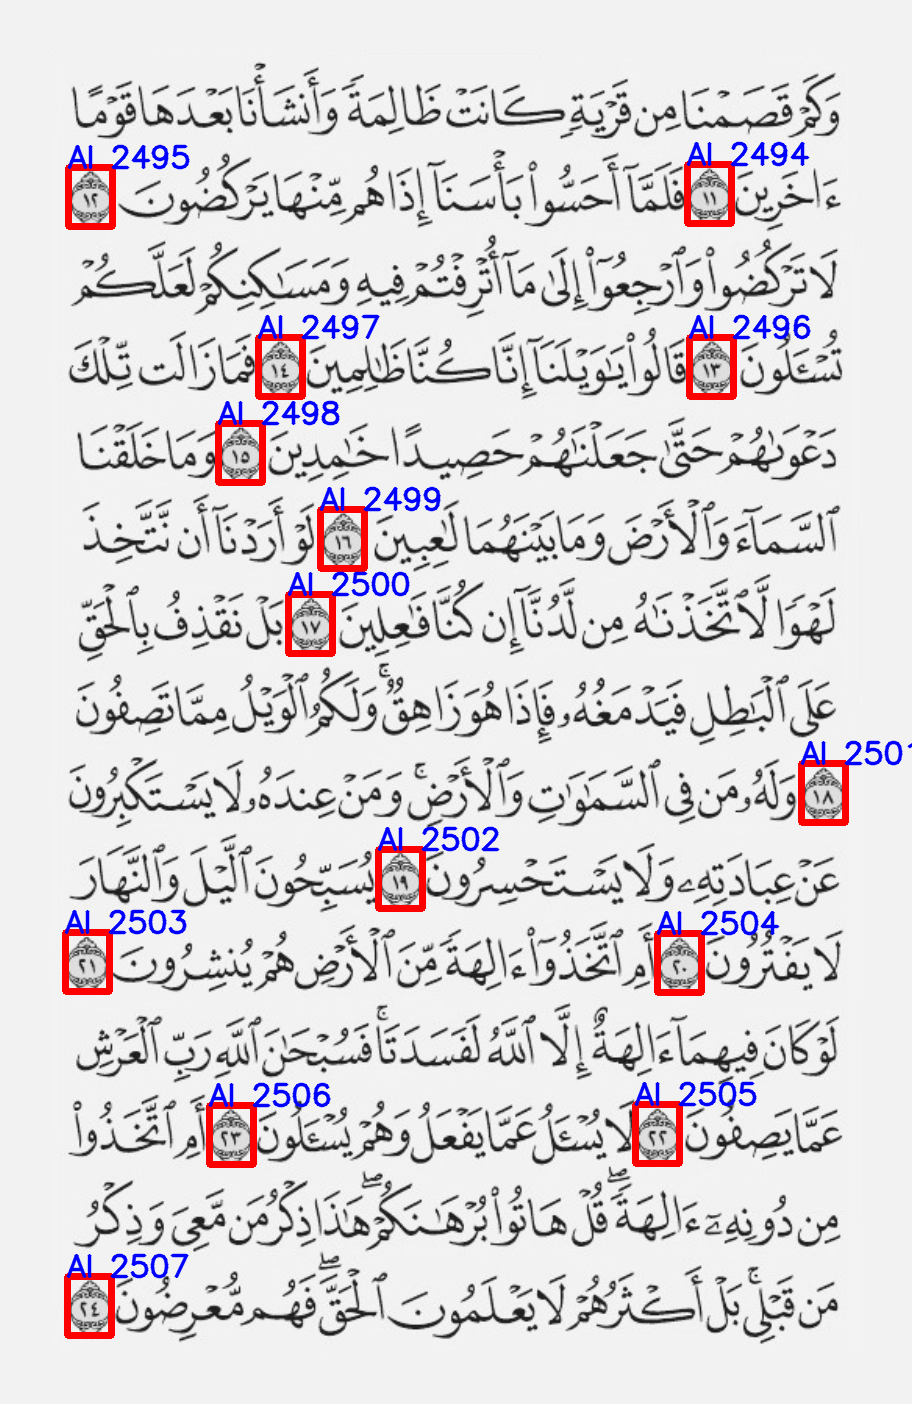 وَكَمْ قَصَمْنَا مِن قَرْيَةٍ كَانَتْ ظَالِمَةً وَأَنشَأْنَا بَعْدَهَا قَوْمًا
AI_2495 AI_2494
ءَاخَرِينَ ١١ فَلَمَّآ أَحَسُّوا۟ بَأْسَنَآ إِذَا هُم مِّنْهَا يَرْكُضُونَ ١٢
لَا تَرْكُضُوا۟ وَٱرْجِعُوٓا۟ إِلَىٰ مَآ أُتْرِفْتُمْ فِيهِ وَمَسَـٰكِنِكُمْ لَعَلَّكُمْ
AI_2497 AI_2496
تُسْـَٔلُونَ ١٣ قَالُوا۟ يَـٰوَيْلَنَآ إِنَّا كُنَّا ظَـٰلِمِينَ ١٤ فَمَا زَالَت تِّلْكَ
AI_2498
دَعْوَىٰهُمْ حَتَّىٰ جَعَلْنَـٰهُمْ حَصِيدًا خَـٰمِدِينَ ١٥ وَمَا خَلَقْنَا
AI_2499
ٱلسَّمَآءَ وَٱلْأَرْضَ وَمَا بَيْنَهُمَا لَـٰعِبِينَ ١٦ لَوْ أَرَدْنَآ أَن نَّتَّخِذَ
AI_2500
لَهْوًا لَّٱتَّخَذْنَـٰهُ مِن لَّدُنَّآ إِن كُنَّا فَـٰعِلِينَ ١٧ بَلْ نَقْذِفُ بِٱلْحَقِّ
عَلَى ٱلْبَـٰطِلِ فَيَدْمَغُهُۥ فَإِذَا هُوَ زَاهِقٌ ۚ وَلَكُمُ ٱلْوَيْلُ مِمَّا تَصِفُونَ
AI_2501
١٨ وَلَهُۥ مَن فِى ٱلسَّمَـٰوَٰتِ وَٱلْأَرْضِ ۚ وَمَنْ عِندَهُۥ لَا يَسْتَكْبِرُونَ
AI_2502
عَنْ عِبَادَتِهِۦ وَلَا يَسْتَحْسِرُونَ ١٩ يُسَبِّحُونَ ٱلَّيْلَ وَٱلنَّهَارَ
AI_2503 AI_2504
لَا يَفْتُرُونَ ٢٠ أَمِ ٱتَّخَذُوٓا۟ ءَالِهَةً مِّنَ ٱلْأَرْضِ هُمْ يُنشِرُونَ ٢١
لَوْ كَانَ فِيهِمَآ ءَالِهَةٌ إِلَّا ٱللَّهُ لَفَسَدَتَا ۚ فَسُبْحَـٰنَ ٱللَّهِ رَبِّ ٱلْعَرْشِ
AI_2506 AI_2505
عَمَّا يَصِفُونَ ٢٢ لَا يُسْـَٔلُ عَمَّا يَفْعَلُ وَهُمْ يُسْـَٔلُونَ ٢٣ أَمِ ٱتَّخَذُوا۟
مِن دُونِهِۦٓ ءَالِهَةً ۖ قُلْ هَاتُوا۟ بُرْهَـٰنَكُمْ ۖ هَـٰذَا ذِكْرُ مَن مَّعِىَ وَذِكْرُ
AI_2507
مَن قَبْلِى ۚ بَلْ أَكْثَرُهُمْ لَا يَعْلَمُونَ ٱلْحَقَّ ۖ فَهُم مُّعْرِضُونَ ٢٤